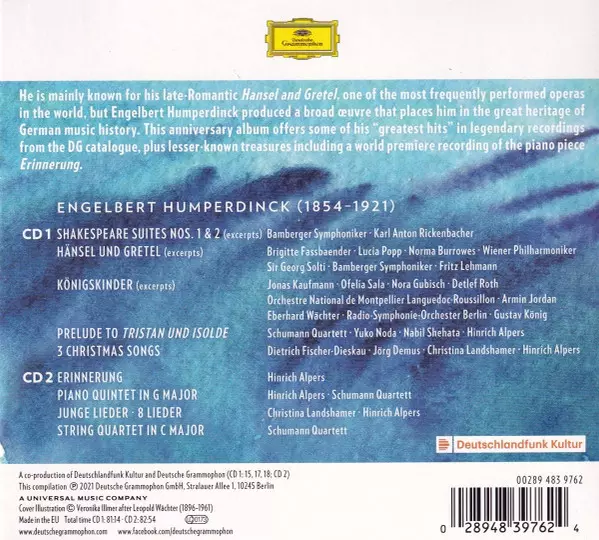 Deutsche
Grammophon
He is mainly known for his late-Romantic Hansel and Gretel, one of the most frequently performed operas
in the world, but Engelbert Humperdinck produced a broad œuvre that places him in the great heritage of
German music history. This anniversary album offers some of his “greatest hits” in legendary recordings
from the DG catalogue, plus lesser-known treasures including a world premiere recording of the piano piece
Erinnerung.
ENGELBERT HUMPERDINCK (1854–1921)
CD 1 SHAKESPEARE SUITES NOS. 1 & 2 (excerpts) Bamberger Symphoniker · Karl Anton Rickenbacher
HÄNSEL UND GRETEL (excerpts) Brigitte Fassbaender · Lucia Popp · Norma Burrowes · Wiener Philharmoniker
Sir Georg Solti · Bamberger Symphoniker · Fritz Lehmann
KÖNIGSKINDER (excerpts) Jonas Kaufmann · Ofelia Sala · Nora Gubisch · Detlef Roth
Orchestre National de Montpellier Languedoc-Roussillon · Armin Jordan
Eberhard Wächter · Radio-Symphonie-Orchester Berlin · Gustav König
PRELUDE TO TRISTAN UND ISOLDE Schumann Quartett · Yuko Noda · Nabil Shehata · Hinrich Alpers
3 CHRISTMAS SONGS Dietrich Fischer-Dieskau · Jörg Demus · Christina Landshamer · Hinrich Alpers
CD 2 ERINNERUNG Hinrich Alpers
PIANO QUINTET IN G MAJOR Hinrich Alpers · Schumann Quartett
JUNGE LIEDER · 8 LIEDER Christina Landshamer · Hinrich Alpers
STRING QUARTET IN C MAJOR Schumann Quartett
Deutschlandfunk Kultur
A co-production of Deutschlandfunk Kultur and Deutsche Grammophon (CD 1: 15, 17, 18; CD 2)
This compilation ℗ 2021 Deutsche Grammophon GmbH, Stralauer Allee 1, 10245 Berlin
A UNIVERSAL MUSIC COMPANY
Cover Illustration © Veronika Illmer after Leopold Wächter (1896–1961)
Made in the EU Total time CD 1: 81:14 · CD 2: 82:54
www.deutschegrammophon.com www.facebook.com/deutschegrammophon
00289 483 9762
0 28948 39762 4